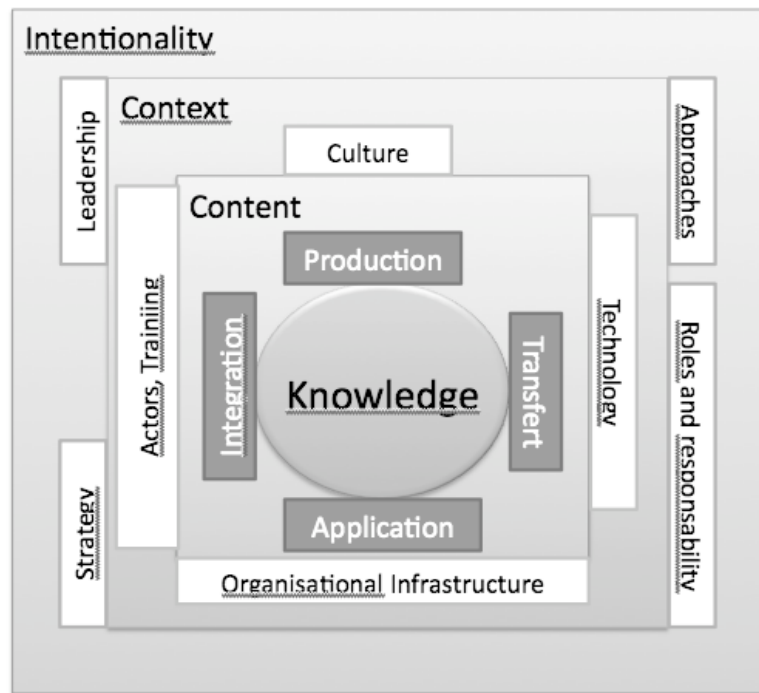 Intentionality
Leadership
Context
Approaches
Culture
Actors, Trainiing
Content
Production
Integration
Knowledge
Transfert
Technology
Application
Strategy
Roles and responsability
Organisational Infrastructure